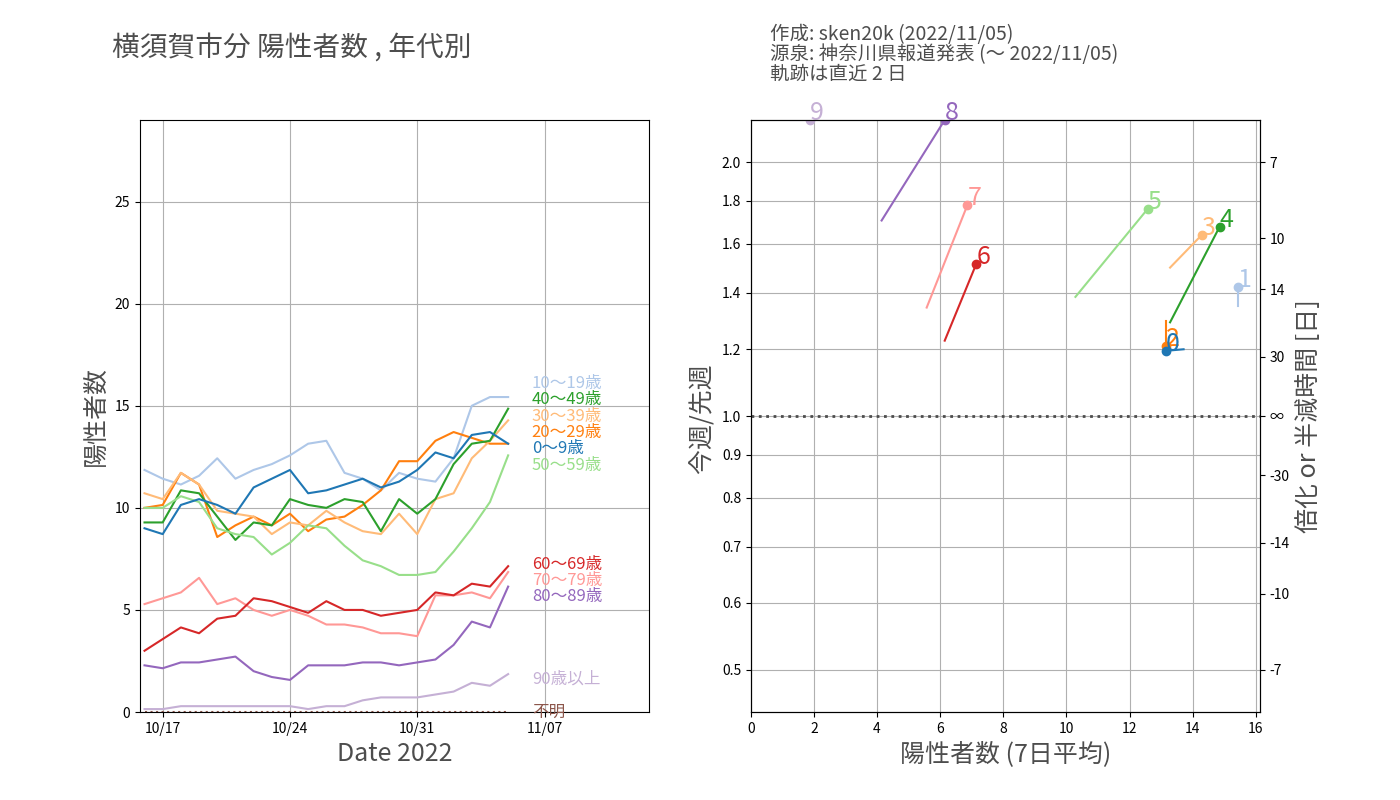 横須賀市分 陽性者数 , 年代別
作成: sken20k (2022/11/05)
源泉: 神奈川県報道発表 (〜 2022/11/05)
軌跡は直近 2 日
陽性者数
25
20
15
10
5
0
10/17
10/24
10/31
11/07
Date 2022
10〜19歳
40〜49歳
30〜39歳
20〜29歳
0〜9歳
50〜59歳
60〜69歳
70〜79歳
80〜89歳
90歳以上
不明
今週/先週
2.0
1.8
1.6
1.4
1.2
1.0
0.9
0.8
0.7
0.6
0.5
9
8
7
6
5
3
4
1
2
0
0
2
4
6
8
10
12
14
16
陽性者数 (7日平均)
7
10
14
30
∞
-30
-14
-10
-7
倍化 or 半減時間 [日]